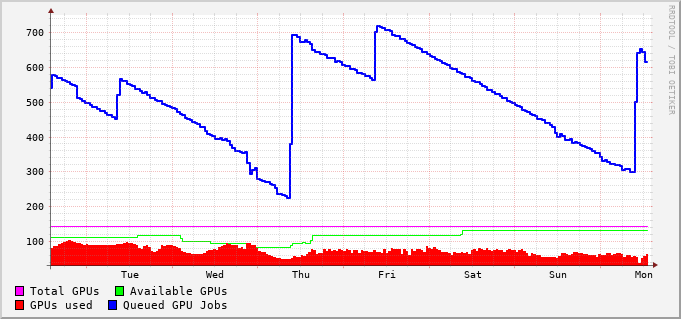 700
600
500
400
300
200
100
Tue Wed Thu Fri Sat Sun Mon
Total GPUs Available GPUs
GPUs used Queued GPU Jobs
RRDTOOL / TOBI OETIKER